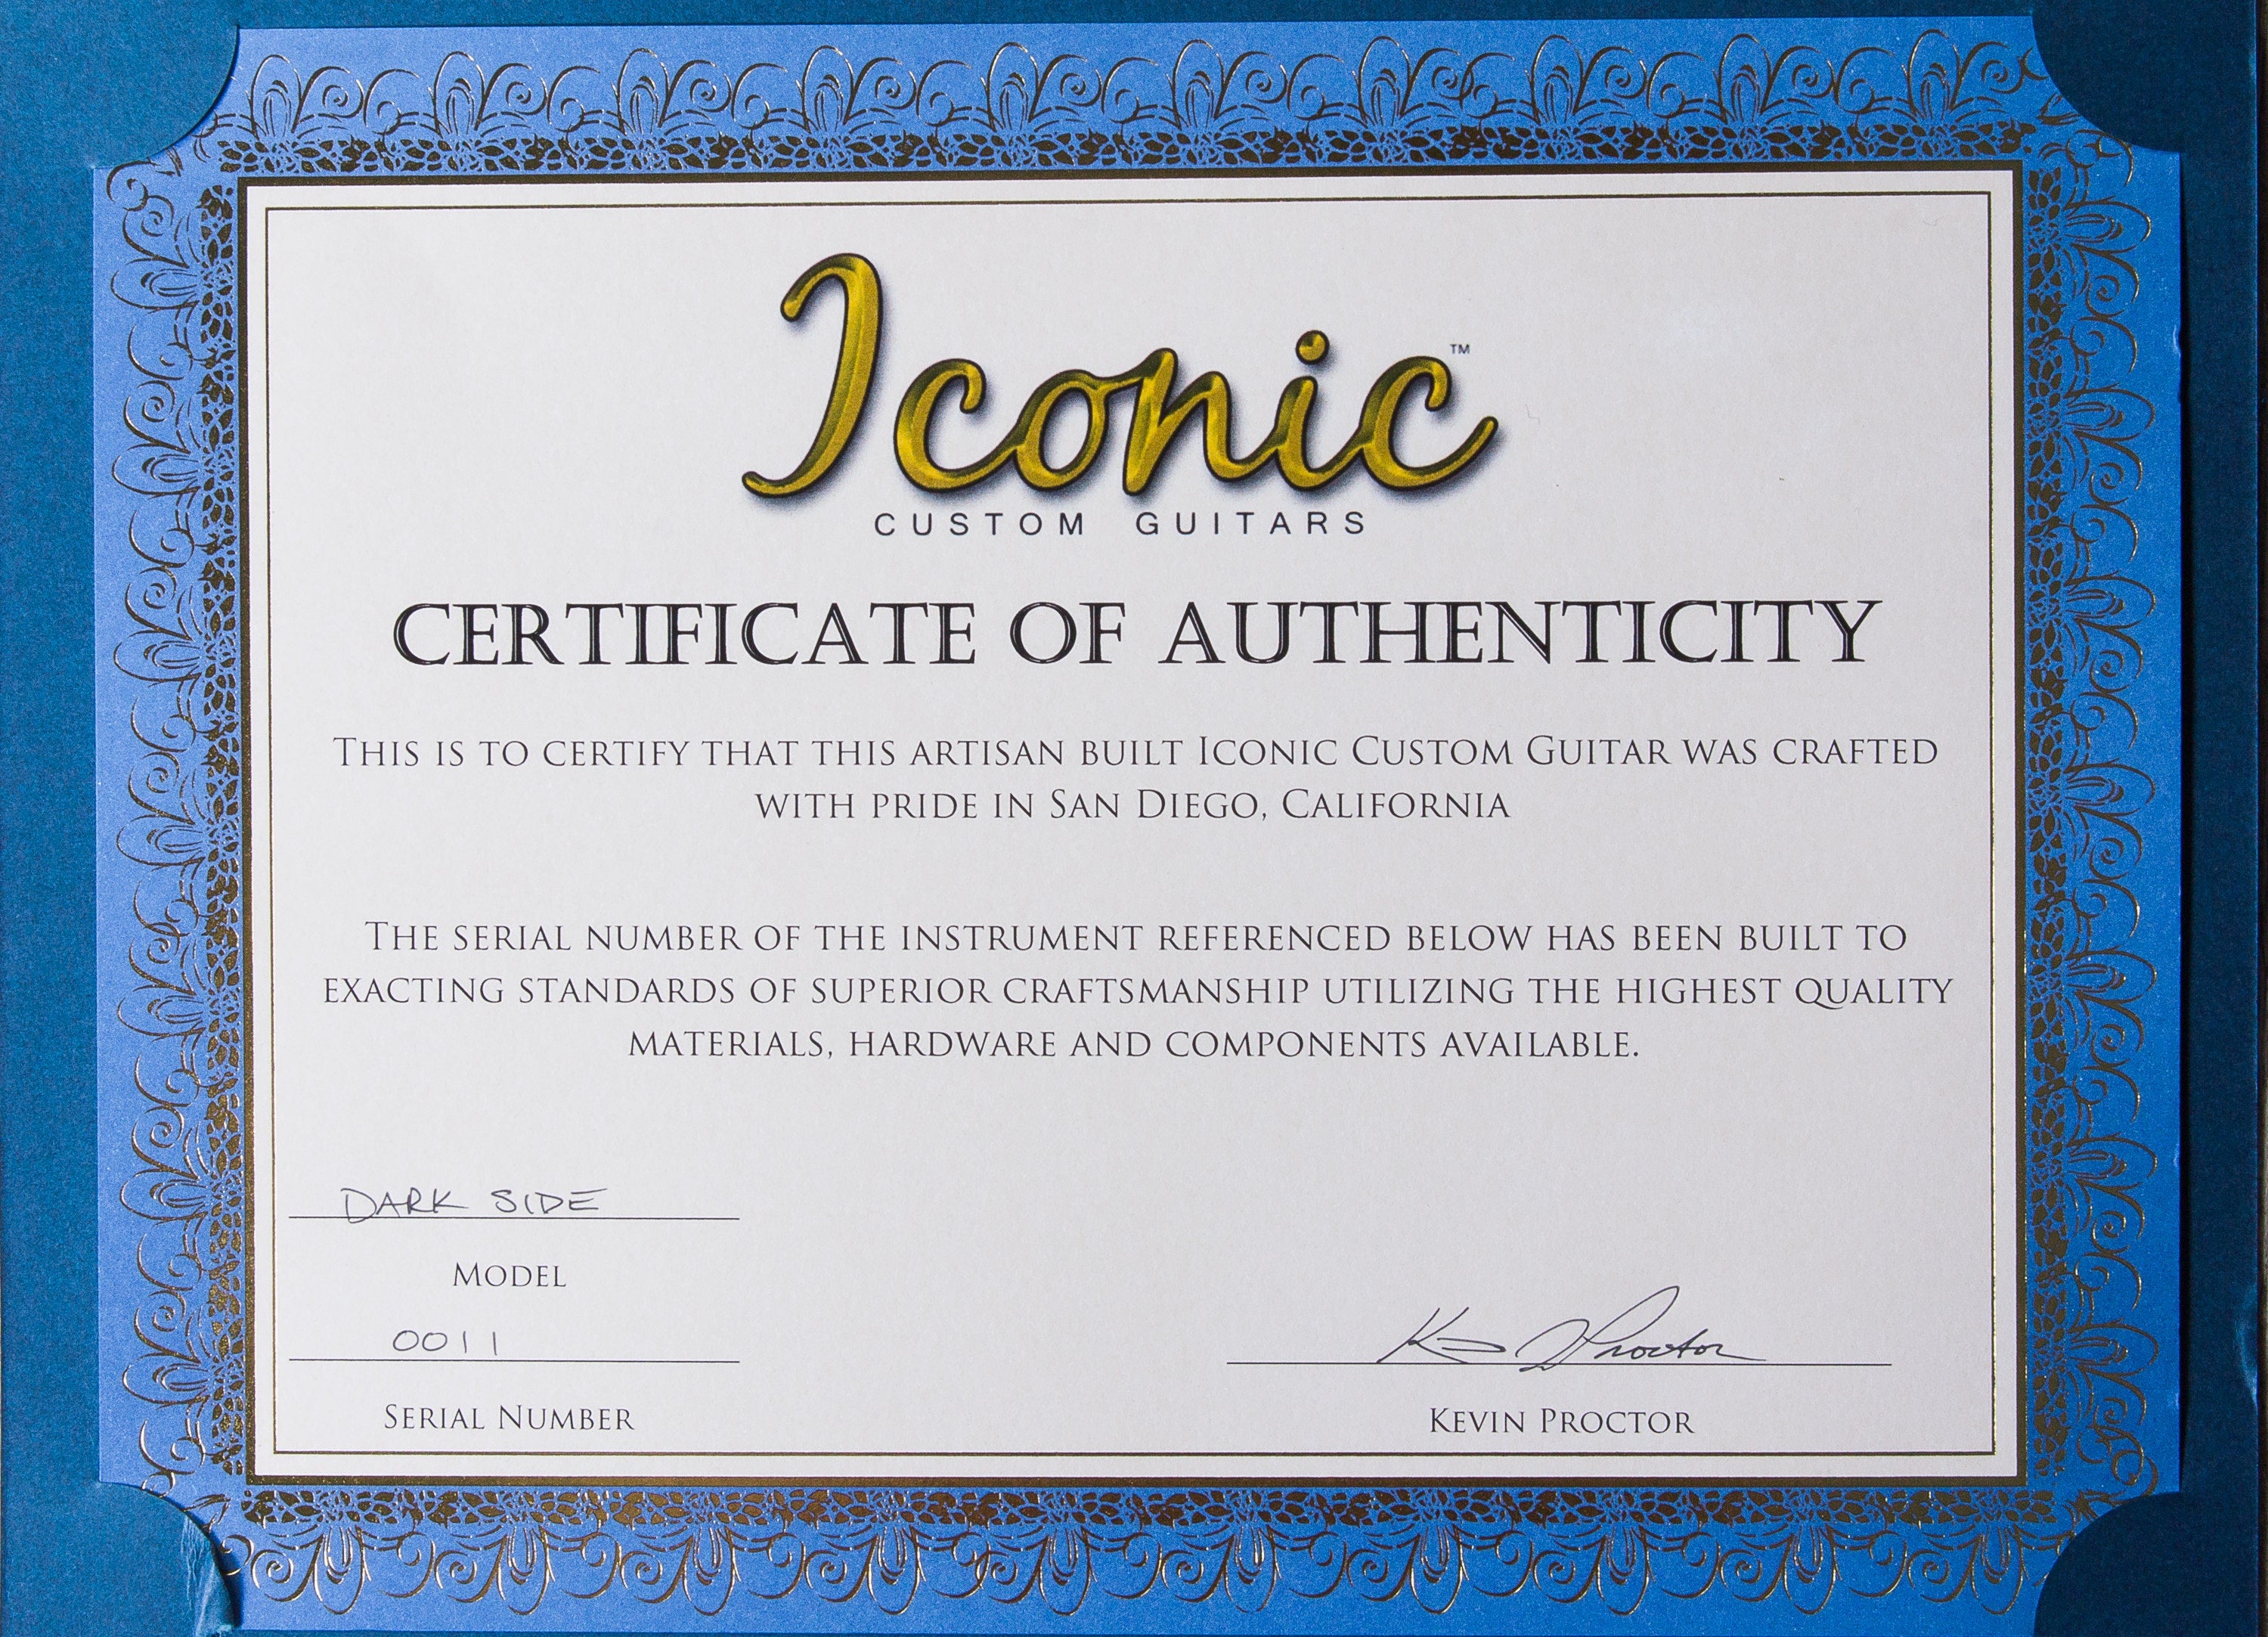 Iconic™
CUSTOM GUITARS
CERTIFICATE OF AUTHENTICITY
THIS IS TO CERTIFY THAT THIS ARTISAN BUILT ICONIC CUSTOM GUITAR WAS CRAFTED
WITH PRIDE IN SAN DIEGO, CALIFORNIA
THE SERIAL NUMBER OF THE INSTRUMENT REFERENCED BELOW HAS BEEN BUILT TO
EXACTING STANDARDS OF SUPERIOR CRAFTSMANSHIP UTILIZING THE HIGHEST QUALITY
MATERIALS, HARDWARE AND COMPONENTS AVAILABLE.
DARK SIDE
MODEL
0011
SERIAL NUMBER
Proctor
KEVIN PROCTOR